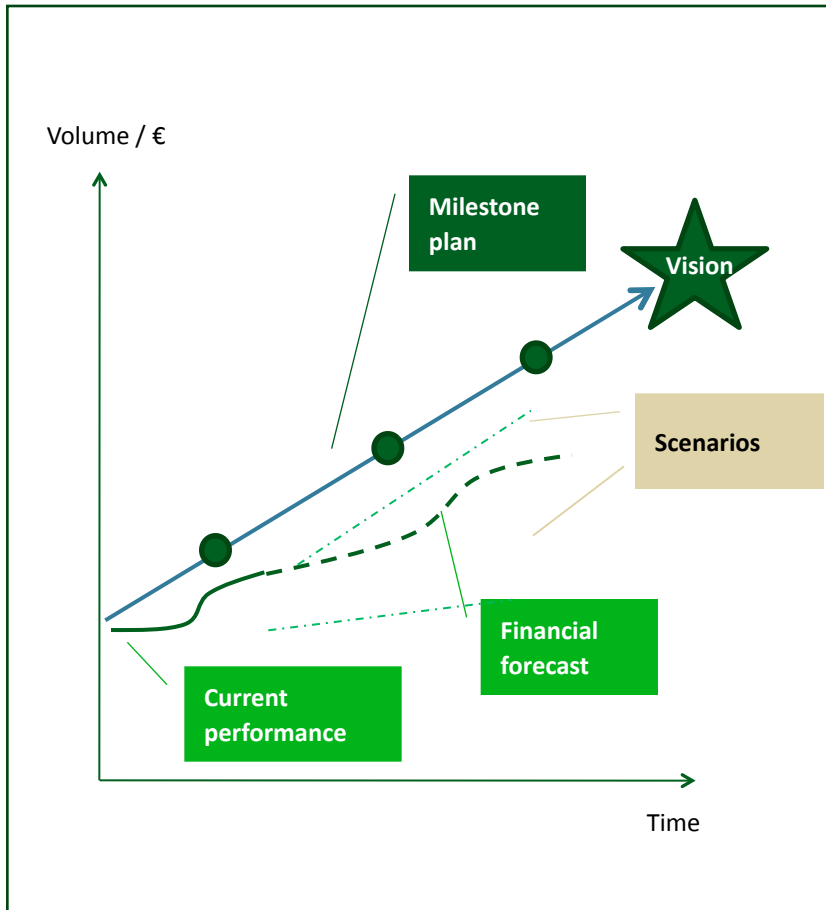 Volume / €
Milestone
plan
Vision
Scenarios
Financial
forecast
Current
performance
Time